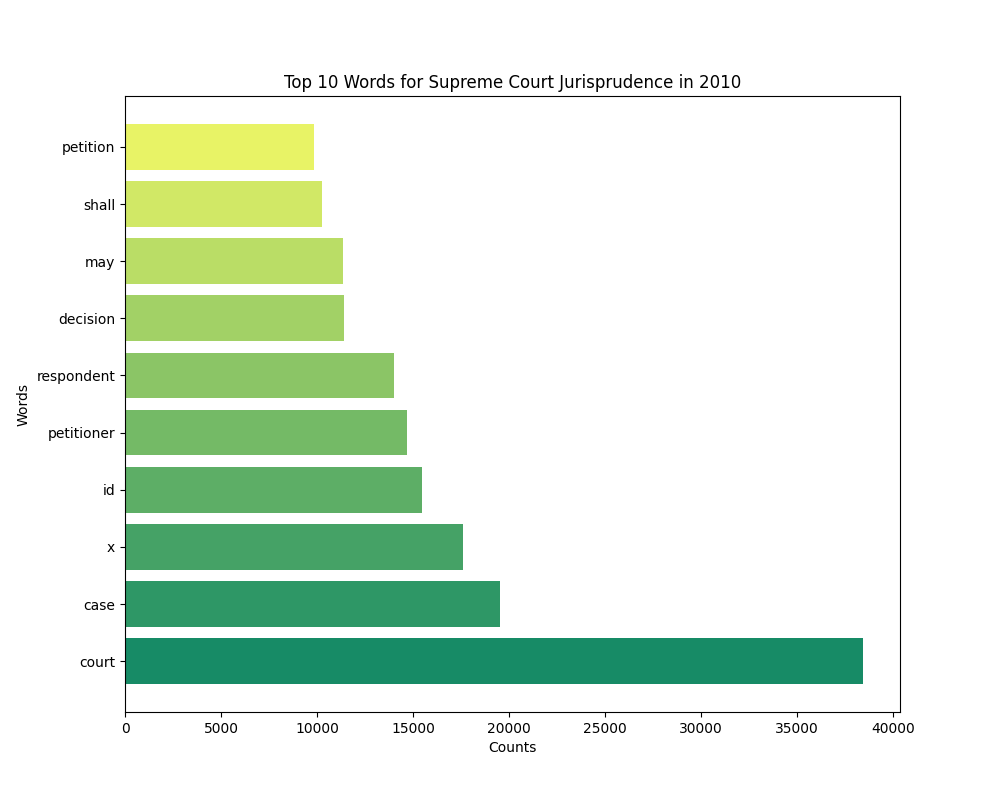 Top 10 Words for Supreme Court Jurisprudence in 2010
Words
petition
shall
may
decision
respondent
petitioner
id
x
case
court
0 5000 10000 15000 20000 25000 30000 35000 40000
Counts